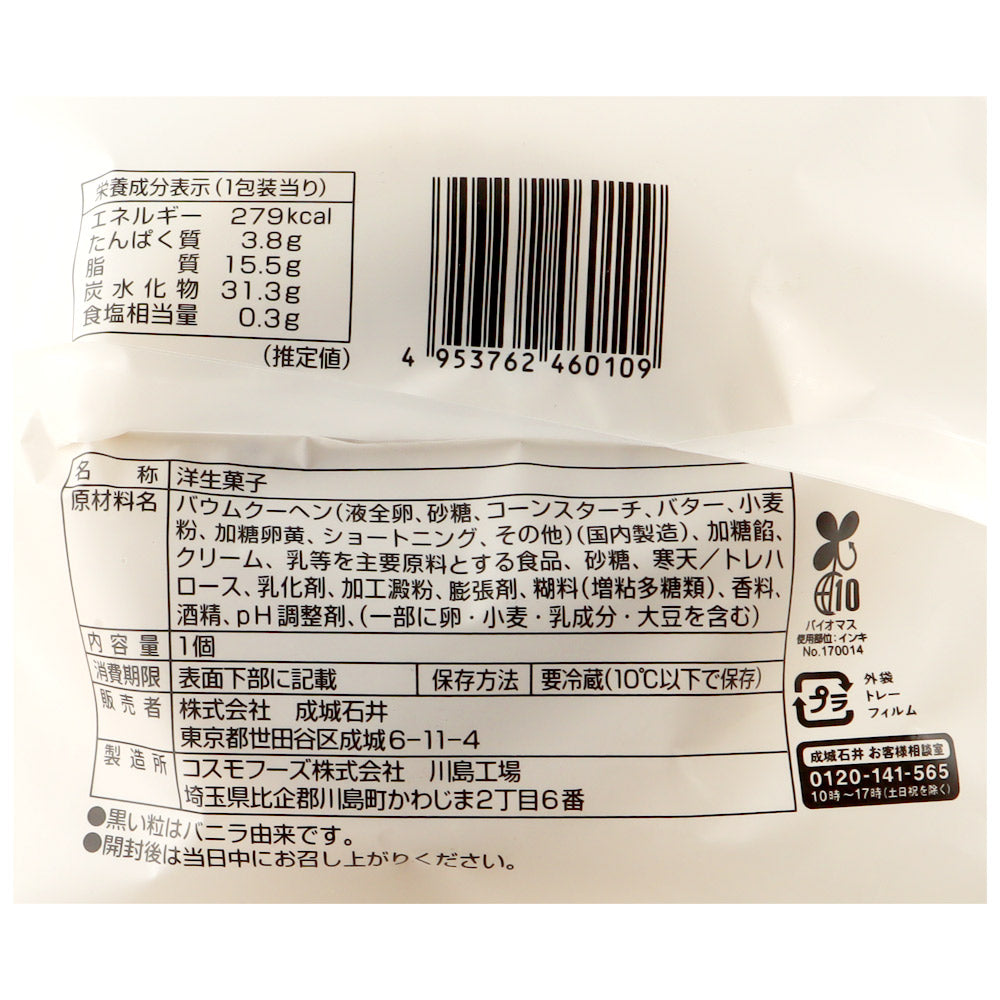 栄養成分表示(1包装当り)
エネルギー 279kcal
たんぱく質 3.8g
脂 質 15.5g
炭水化物 31.3g
食塩相当量 0.3g
(推定値)
4 953762 460109
名 称 洋生菓子
原材料名 バウムクーヘン(液全卵、砂糖、コーンスターチ、バター、小麦
粉、加糖卵黄、ショートニング、その他)(国内製造)、加糖餡、
クリーム、乳等を主要原料とする食品、砂糖、寒天/トレハ
ロース、乳化剤、加工澱粉、膨張剤、糊料(増粘多糖類)、香料、
酒精、pH調整剤、(一部に卵・小麦・乳成分・大豆を含む)
内容量 1個
消費期限 表面下部に記載 保存方法 要冷蔵(10℃以下で保存)
販売者 株式会社 成城石井
東京都世田谷区成城6-11-4
製造所 コスモフーズ株式会社 川島工場
埼玉県比企郡川島町かわじま2丁目6番
●黒い粒はバニラ由来です。
●開封後は当日中にお召し上がりください。
10
バイオマス
使用部位:インキ
No.170014
プラ
外袋
トレー
フィルム
成城石井 お客様相談室
0120-141-565
10時〜17時(土日祝を除く)